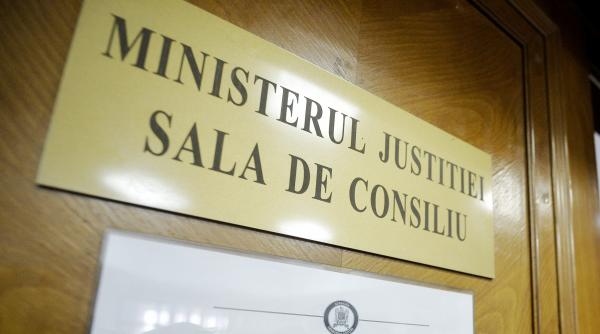 MINISTERUL JUSTITIEI
SALA DE CONSILIU